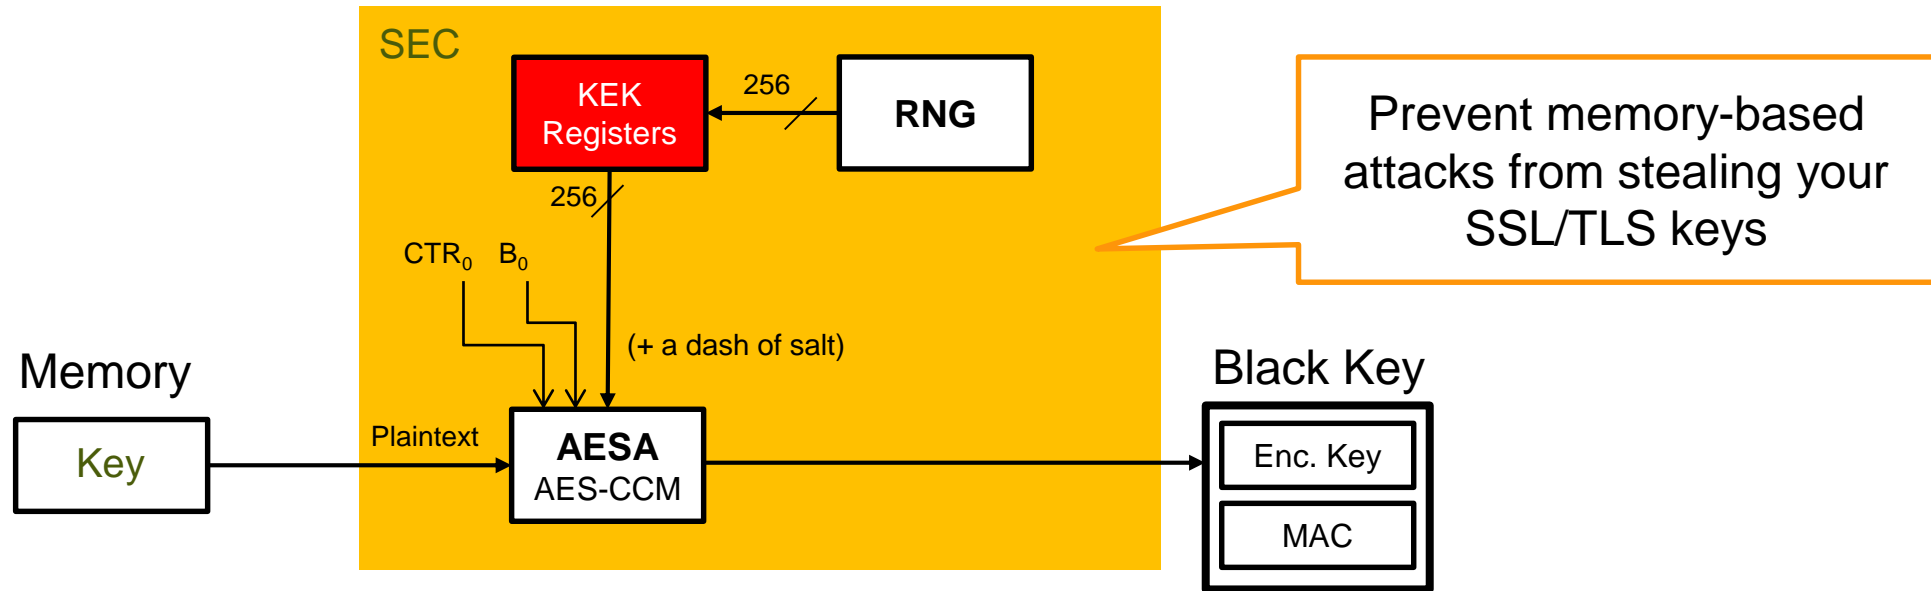 SEC
KEK
Registers
256
RNG
Prevent memory-based
attacks from stealing your
SSL/TLS keys
256
CTR0
B0
(+ a dash of salt)
Memory
Key
Plaintext
AESA
AES-CCM
Black Key
Enc. Key
MAC